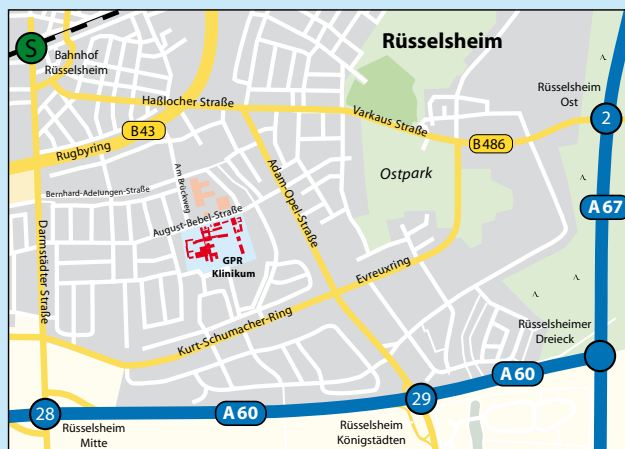 S
Bahnhof
Rüsselsheim
Rüsselsheim
Rüsselsheim
Ost
2
Haßlocher Straße
Varkaus Straße
B43
B486
Rugbyring
Ostpark
Am Brückweg
Bernhard-Adelungen-Straße
Adam-Opel-Straße
A67
August-Bebel-Straße
Darmstädter Straße
GPR
Klinikum
Evreuxring
Kurt-Schumacher-Ring
Rüsselsheimer
Dreieck
A60
A60
28
29
Rüsselsheim
Mitte
Rüsselsheim
Königstädten